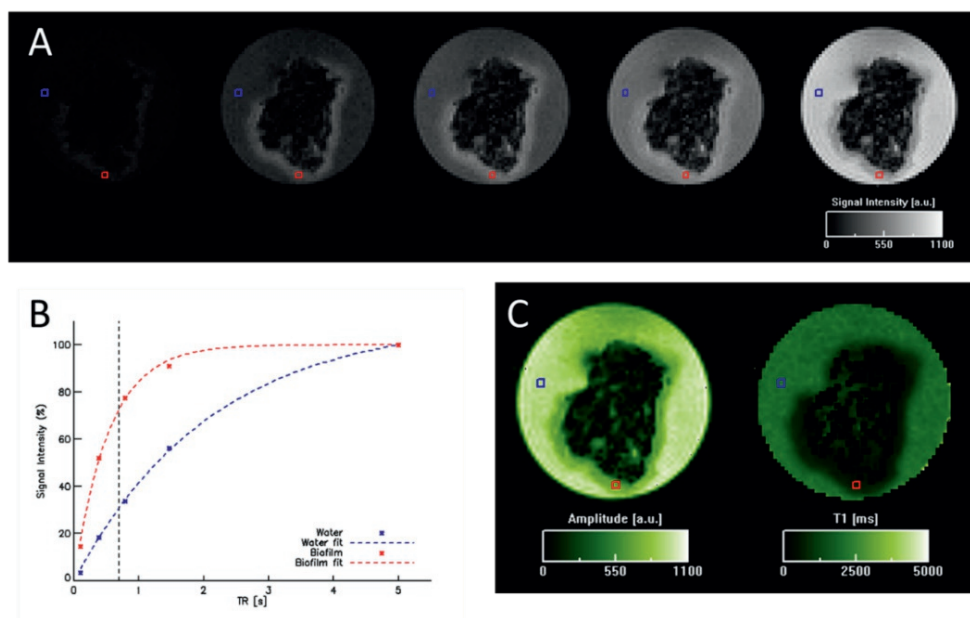 A
Signal Intensity [a.u.]
0 550 1100
B
Signal Intensity (%)
100
80
60
40
20
0
0 1 2 3 4 5
TR [s]
Water
Water fit
Biofilm
Biofilm fit
C
Amplitude [a.u.]
0 550 1100
T1 [ms]
0 2500 5000